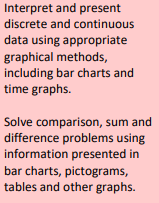 Interpret and present
discrete and continuous
data using appropriate
graphical methods,
including bar charts and
time graphs.
Solve comparison, sum and
difference problems using
information presented in
bar charts, pictograms,
tables and other graphs.